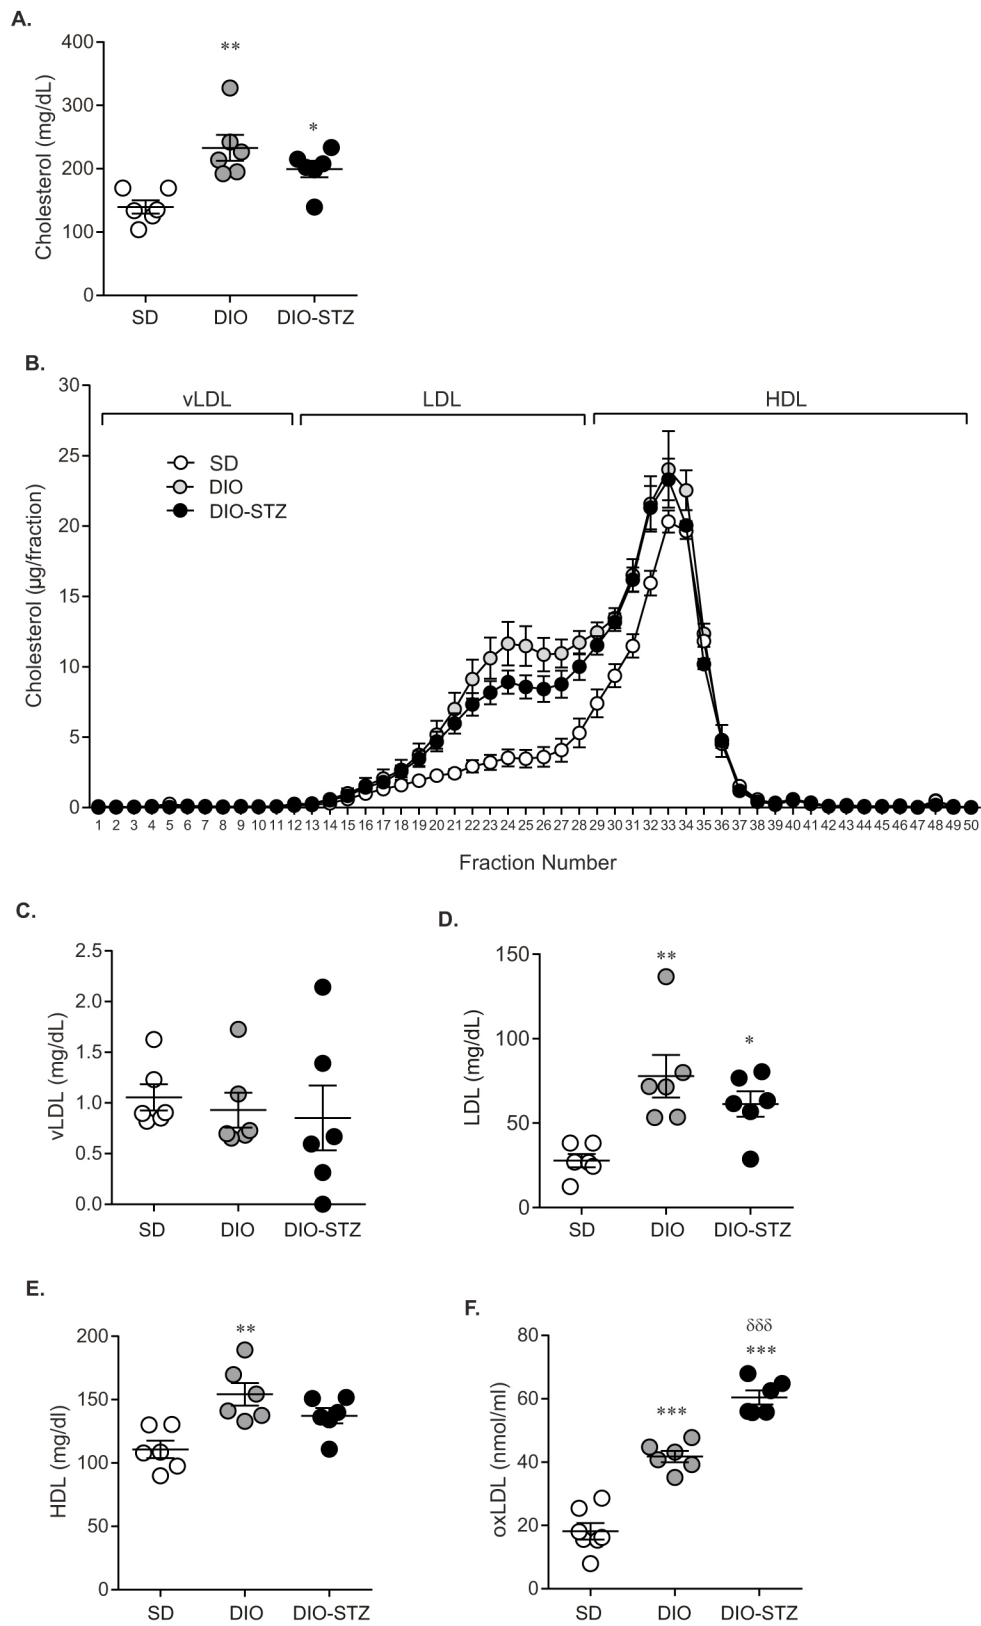 A.
400
300
200
100
0
Cholesterol (mg/dL)
**
*
SD DIO DIO-STZ
B.
30
25
20
15
10
5
0
Cholesterol (µg/fraction)
vLDL LDL HDL
SD
DIO
DIO-STZ
1 2 3 4 5 6 7 8 9 10 11 12 13 14 15 16 17 18 19 20 21 22 23 24 25 26 27 28 29 30 31 32 33 34 35 36 37 38 39 40 41 42 43 44 45 46 47 48 49 50
Fraction Number
C.
2.5
2.0
1.5
1.0
0.5
0.0
vLDL (mg/dL)
SD DIO DIO-STZ
D.
150
100
50
0
LDL (mg/dL)
**
*
SD DIO DIO-STZ
E.
200
150
100
50
0
HDL (mg/dl)
**
SD DIO DIO-STZ
F.
80
60
40
20
0
oxLDL (nmol/ml)
δδδ
***
***
SD DIO DIO-STZ